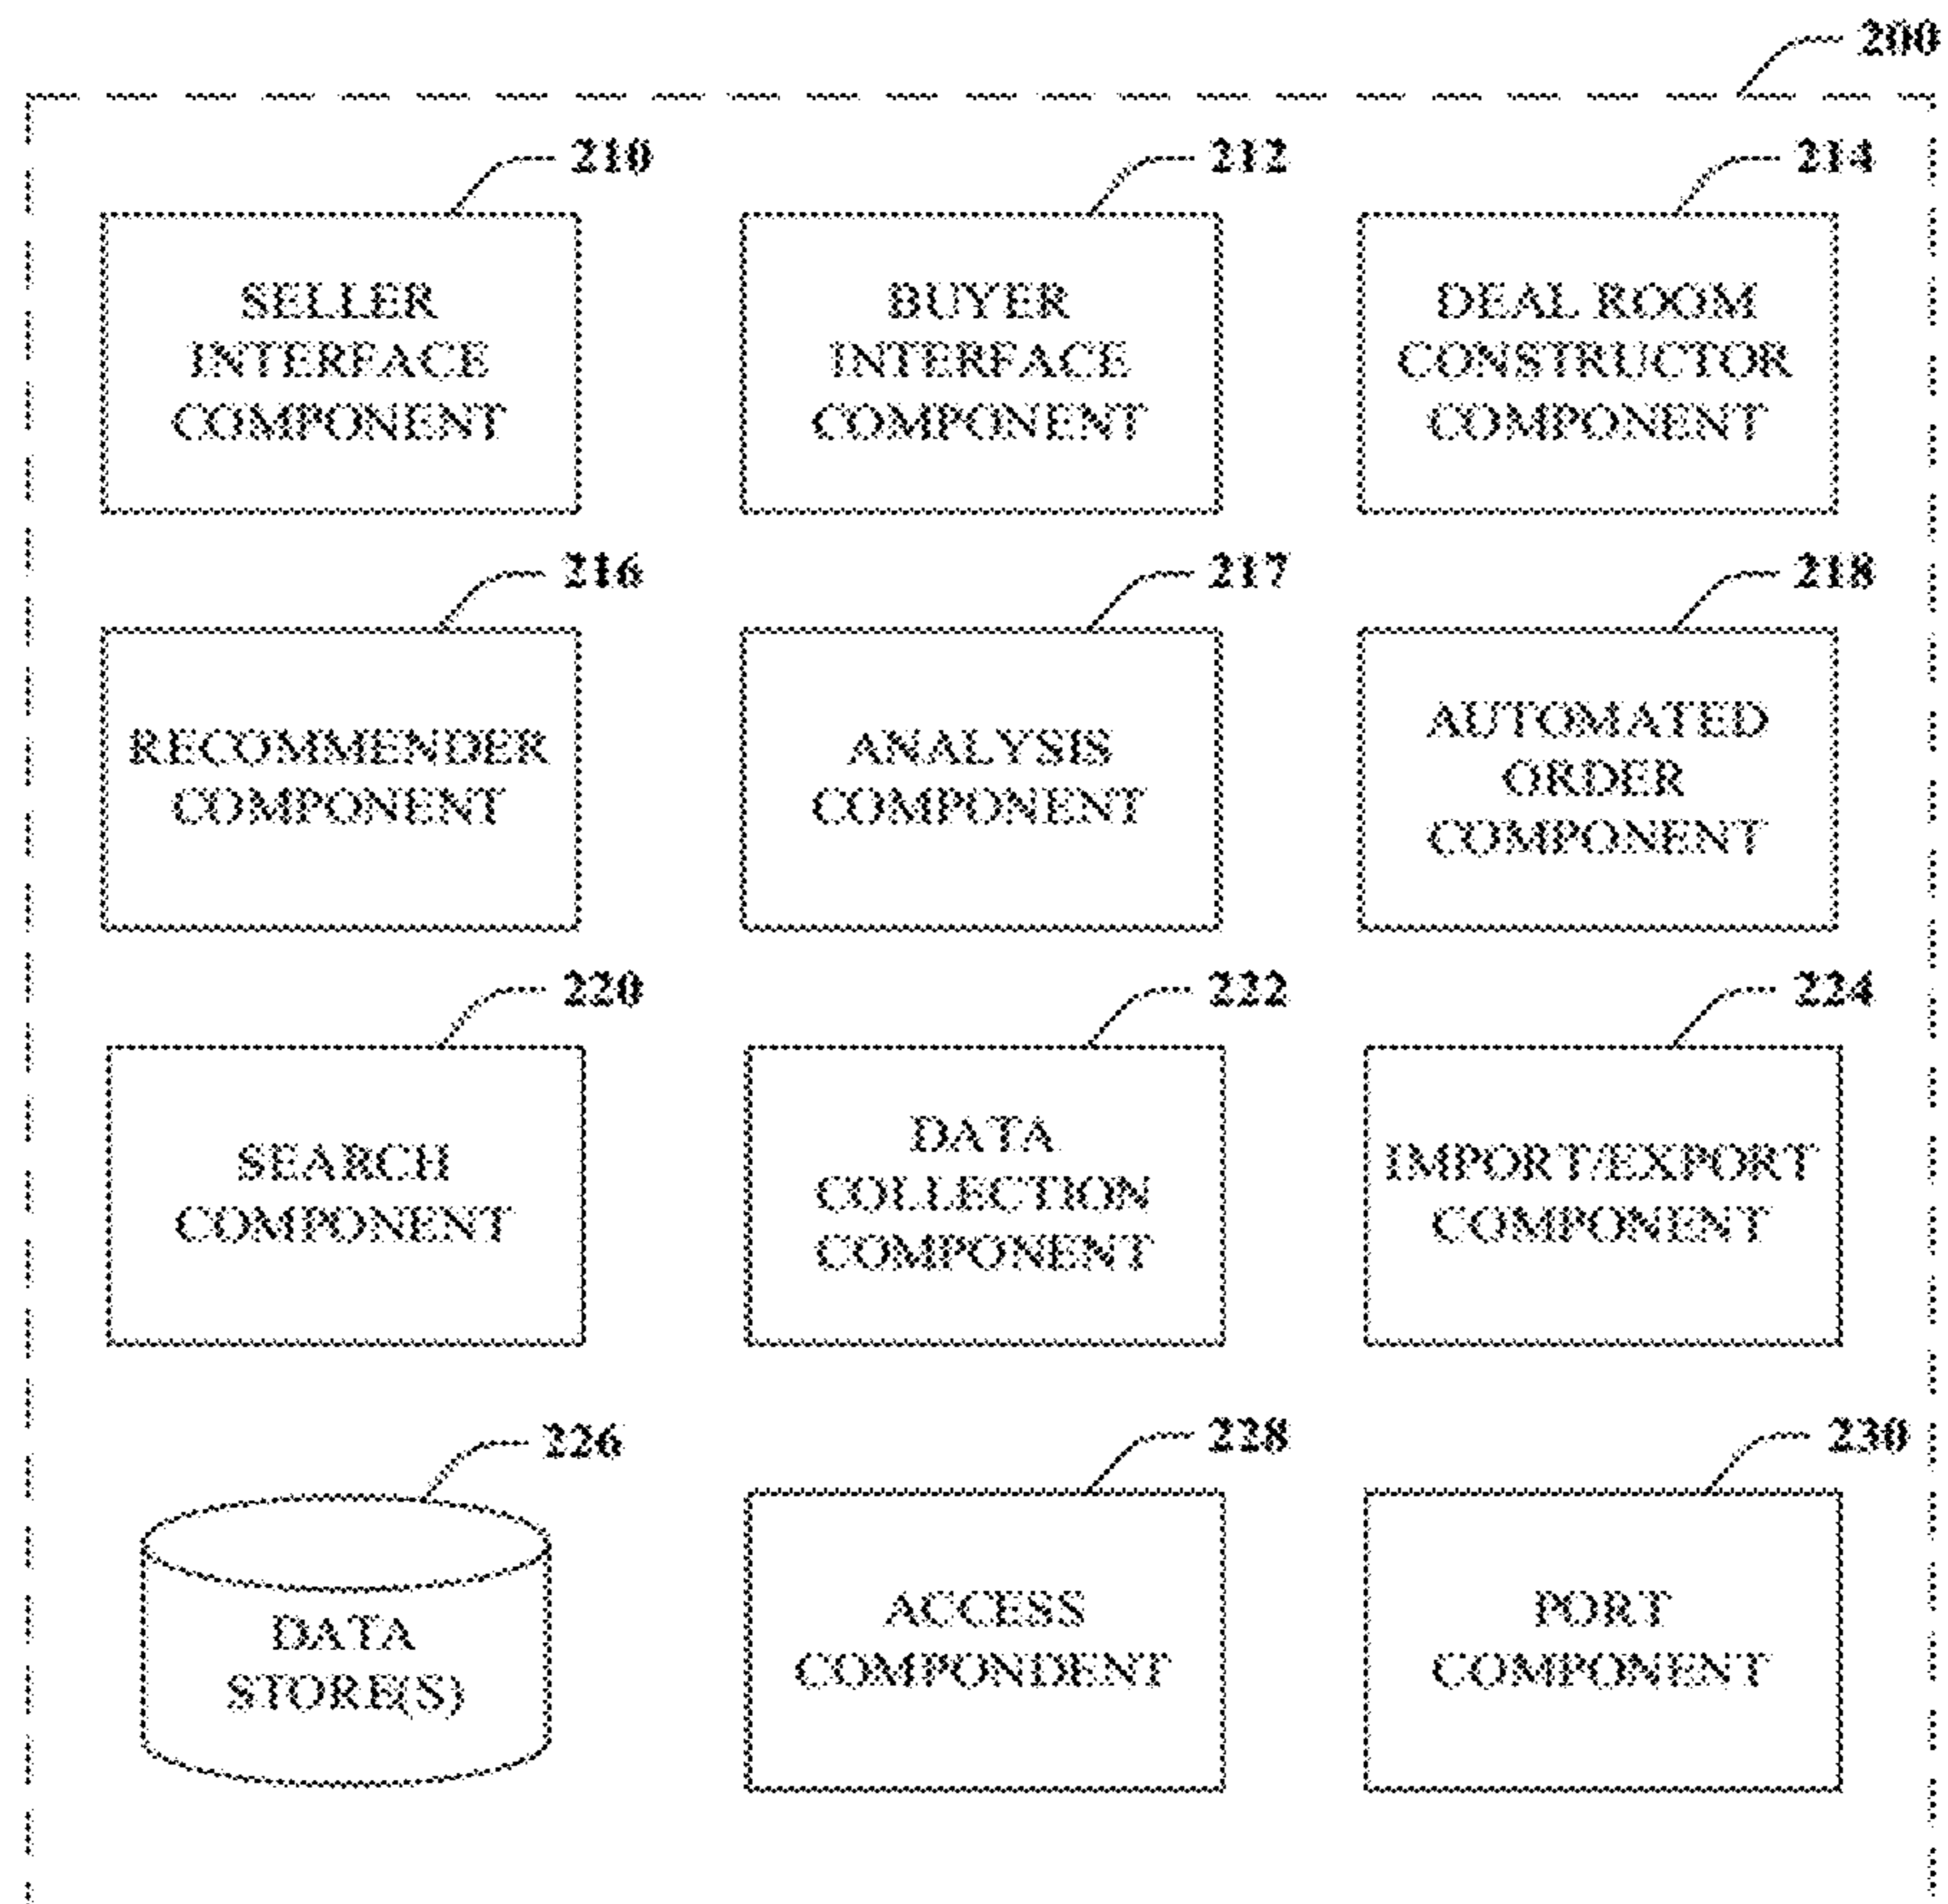 200
210
SELLER
INTERFACE
COMPONENT
212
BUYER
INTERFACE
COMPONENT
214
DEAL ROOM
CONSTRUCTOR
COMPONENT
216
RECOMMENDER
COMPONENT
217
ANALYSIS
COMPONENT
218
AUTOMATED
ORDER
COMPONENT
220
SEARCH
COMPONENT
222
DATA
COLLECTION
COMPONENT
224
IMPORT/EXPORT
COMPONENT
226
DATA
STORE(S)
228
ACCESS
COMPONDENT
230
PORT
COMPONENT